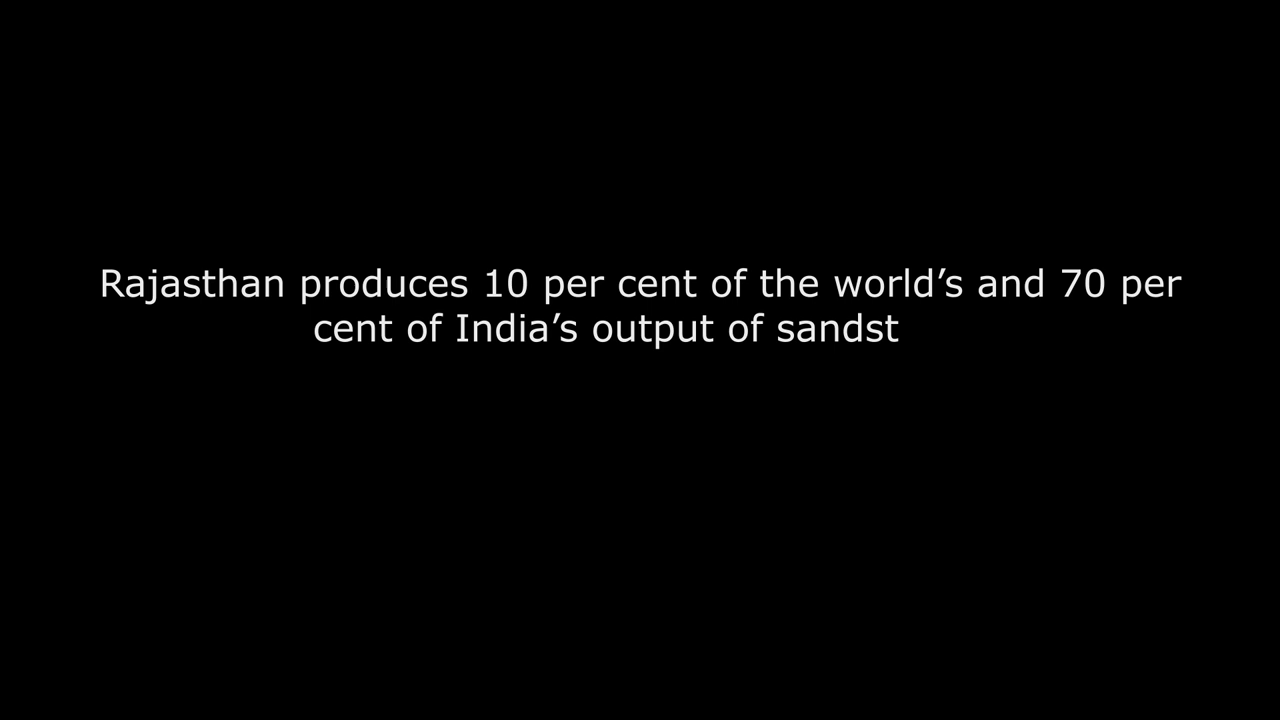 Rajasthan produces 10 per cent of the world’s and 70 per
cent of India’s output of sandst